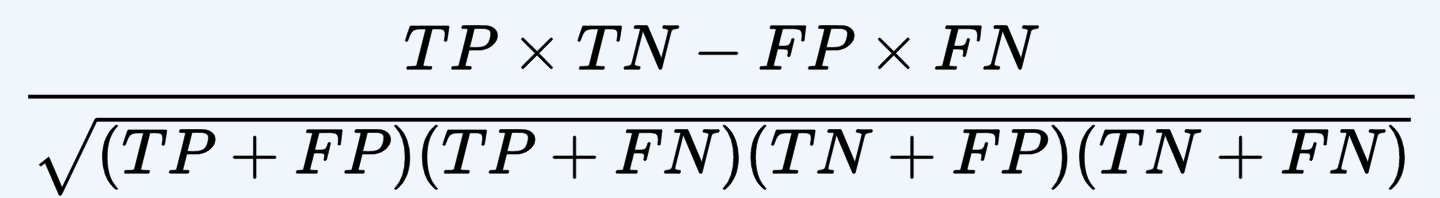 TP × TN − FP × FN
√(TP + FP)(TP + FN)(TN + FP)(TN + FN)